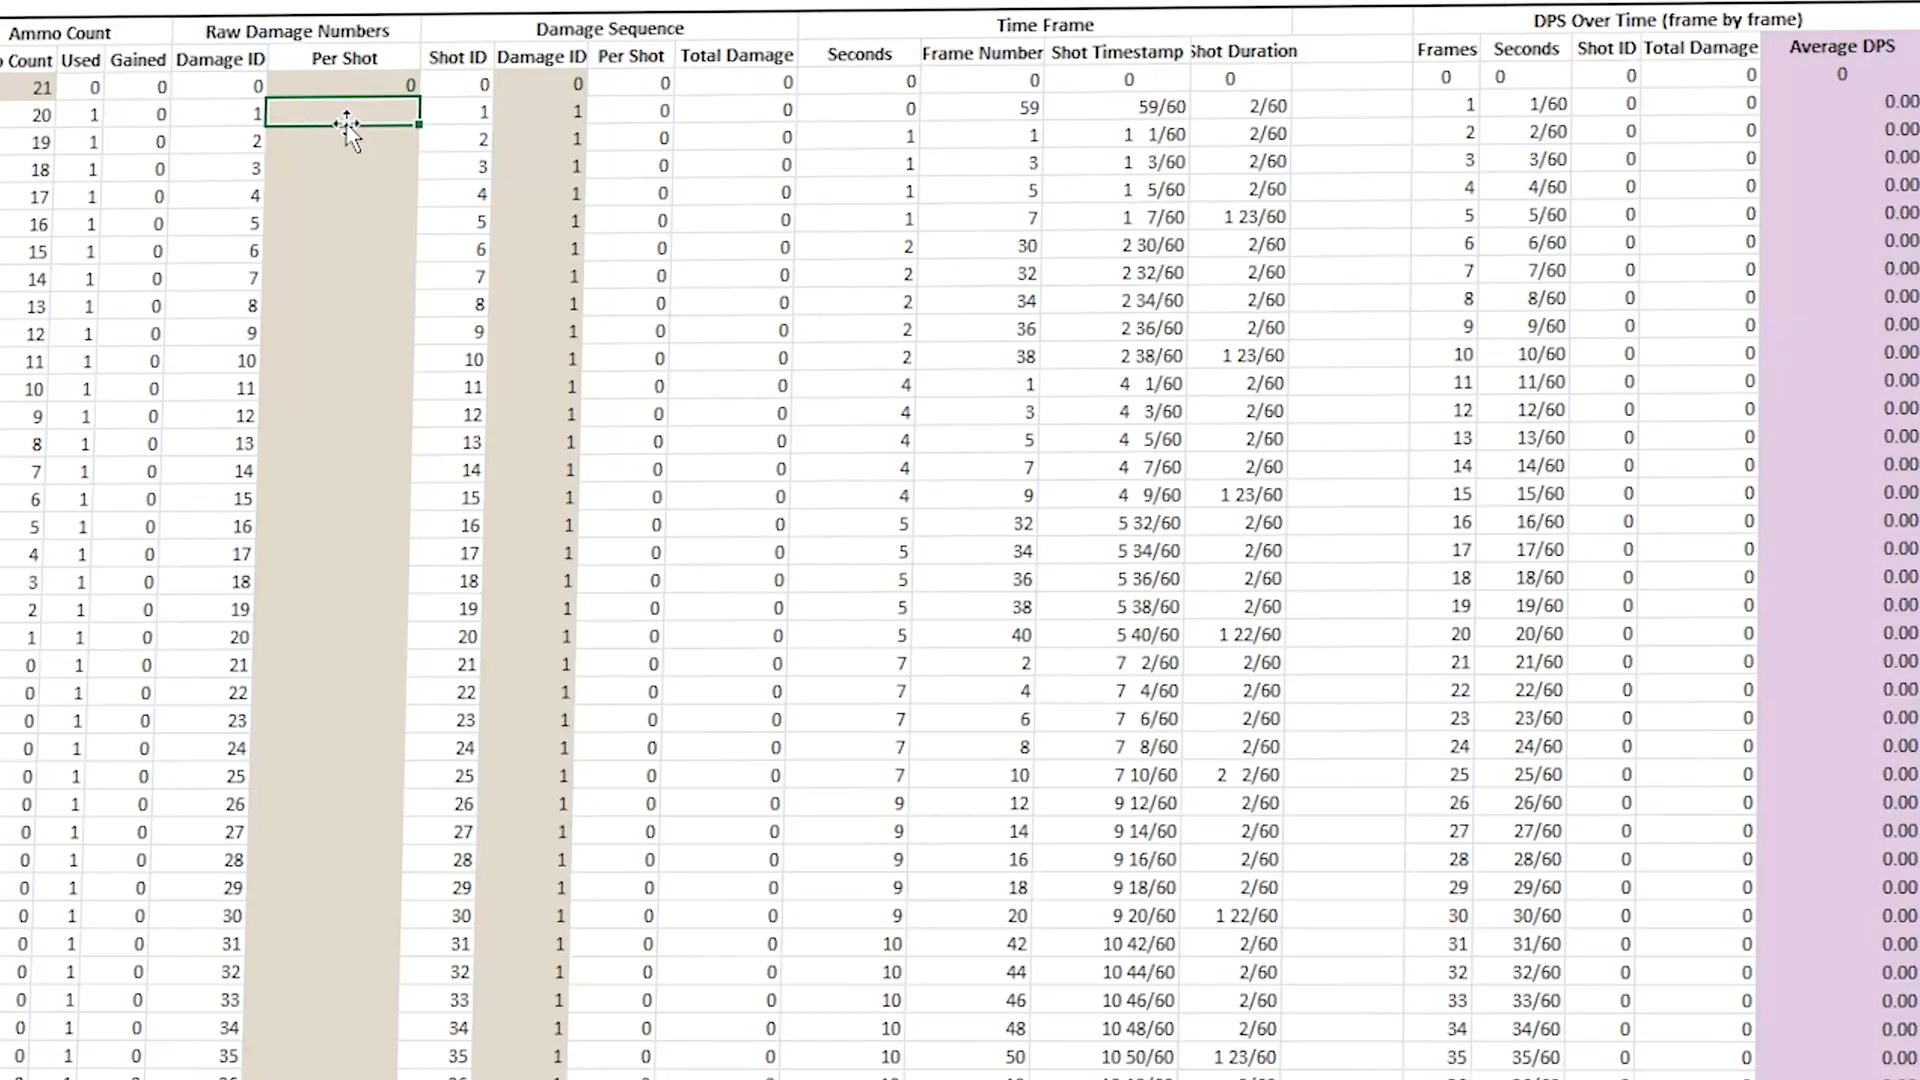 Ammo Count Raw Damage Numbers Damage Sequence Time Frame DPS Over Time (frame by frame)
Count Used Gained Damage ID Per Shot Shot ID Damage ID Per Shot Total Damage Seconds Frame Number Shot Timestamp Shot Duration Frames Seconds Shot ID Total Damage Average DPS
21 0 0 0 0 0 0 0 0 0 0 0 0 0 0 0 0 0
20 1 0 1 1 1 0 0 0 59 59/60 2/60 1 1/60 0 0 0.00
19 1 0 2 2 1 0 0 1 1 1 1/60 2/60 2 2/60 0 0 0.00
18 1 0 3 3 1 0 0 1 3 1 3/60 2/60 3 3/60 0 0 0.00
17 1 0 4 4 1 0 0 1 5 1 5/60 2/60 4 4/60 0 0 0.00
16 1 0 5 5 1 0 0 1 7 1 7/60 1 23/60 5 5/60 0 0 0.00
15 1 0 6 6 1 0 0 2 30 2 30/60 2/60 6 6/60 0 0 0.00
14 1 0 7 7 1 0 0 2 32 2 32/60 2/60 7 7/60 0 0 0.00
13 1 0 8 8 1 0 0 2 34 2 34/60 2/60 8 8/60 0 0 0.00
12 1 0 9 9 1 0 0 2 36 2 36/60 2/60 9 9/60 0 0 0.00
11 1 0 10 10 1 0 0 2 38 2 38/60 1 23/60 10 10/60 0 0 0.00
10 1 0 11 11 1 0 0 4 1 4 1/60 2/60 11 11/60 0 0 0.00
9 1 0 12 12 1 0 0 4 3 4 3/60 2/60 12 12/60 0 0 0.00
8 1 0 13 13 1 0 0 4 5 4 5/60 2/60 13 13/60 0 0 0.00
7 1 0 14 14 1 0 0 4 7 4 7/60 2/60 14 14/60 0 0 0.00
6 1 0 15 15 1 0 0 4 9 4 9/60 1 23/60 15 15/60 0 0 0.00
5 1 0 16 16 1 0 0 5 32 5 32/60 2/60 16 16/60 0 0 0.00
4 1 0 17 17 1 0 0 5 34 5 34/60 2/60 17 17/60 0 0 0.00
3 1 0 18 18 1 0 0 5 36 5 36/60 2/60 18 18/60 0 0 0.00
2 1 0 19 19 1 0 0 5 38 5 38/60 2/60 19 19/60 0 0 0.00
1 1 0 20 20 1 0 0 5 40 5 40/60 1 22/60 20 20/60 0 0 0.00
0 1 0 21 21 1 0 0 7 2 7 2/60 2/60 21 21/60 0 0 0.00
0 1 0 22 22 1 0 0 7 4 7 4/60 2/60 22 22/60 0 0 0.00
0 1 0 23 23 1 0 0 7 6 7 6/60 2/60 23 23/60 0 0 0.00
0 1 0 24 24 1 0 0 7 8 7 8/60 2/60 24 24/60 0 0 0.00
0 1 0 25 25 1 0 0 7 10 7 10/60 2 2/60 25 25/60 0 0 0.00
0 1 0 26 26 1 0 0 9 12 9 12/60 2/60 26 26/60 0 0 0.00
0 1 0 27 27 1 0 0 9 14 9 14/60 2/60 27 27/60 0 0 0.00
0 1 0 28 28 1 0 0 9 16 9 16/60 2/60 28 28/60 0 0 0.00
0 1 0 29 29 1 0 0 9 18 9 18/60 2/60 29 29/60 0 0 0.00
0 1 0 30 30 1 0 0 9 20 9 20/60 1 22/60 30 30/60 0 0 0.00
0 1 0 31 31 1 0 0 10 42 10 42/60 2/60 31 31/60 0 0 0.00
0 1 0 32 32 1 0 0 10 44 10 44/60 2/60 32 32/60 0 0 0.00
0 1 0 33 33 1 0 0 10 46 10 46/60 2/60 33 33/60 0 0 0.00
0 1 0 34 34 1 0 0 10 48 10 48/60 2/60 34 34/60 0 0 0.00
0 1 0 35 35 1 0 0 10 50 10 50/60 1 23/60 35 35/60 0 0 0.00